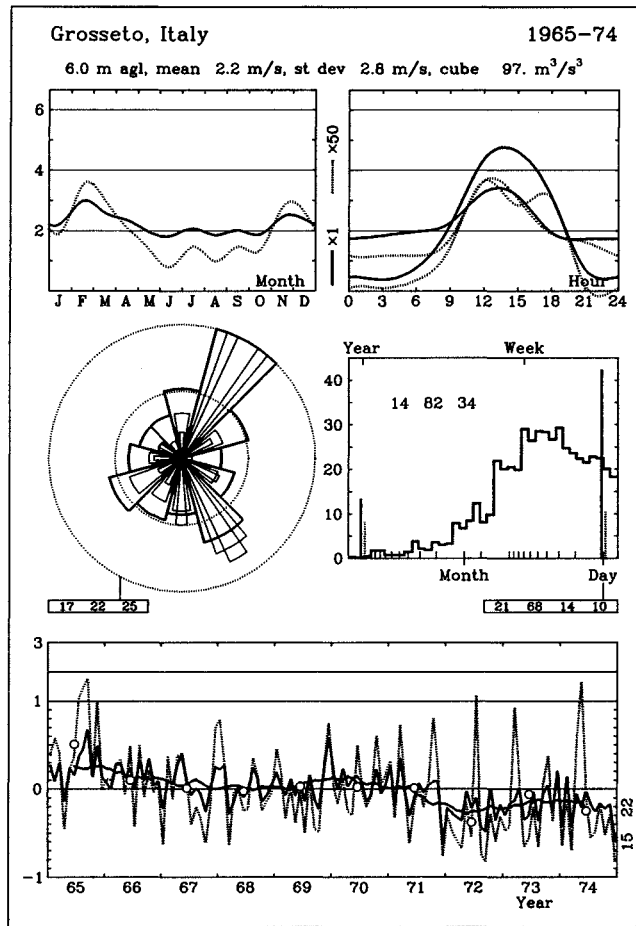 Grosseto, Italy 1965-74
6.0 m agl, mean 2.2 m/s, st dev 2.8 m/s, cube 97. m³/s³
6
4
2
J F M A M J J A S O N D
Month
×1 ×50
0 3 6 9 12 15 18 21 24
Hour
17 22 25
Year Week
40
30
20
10
0
14 82 34
Month Day
21 68 14 10
3
1
0
-1
65 66 67 68 69 70 71 72 73 74
Year
15 22